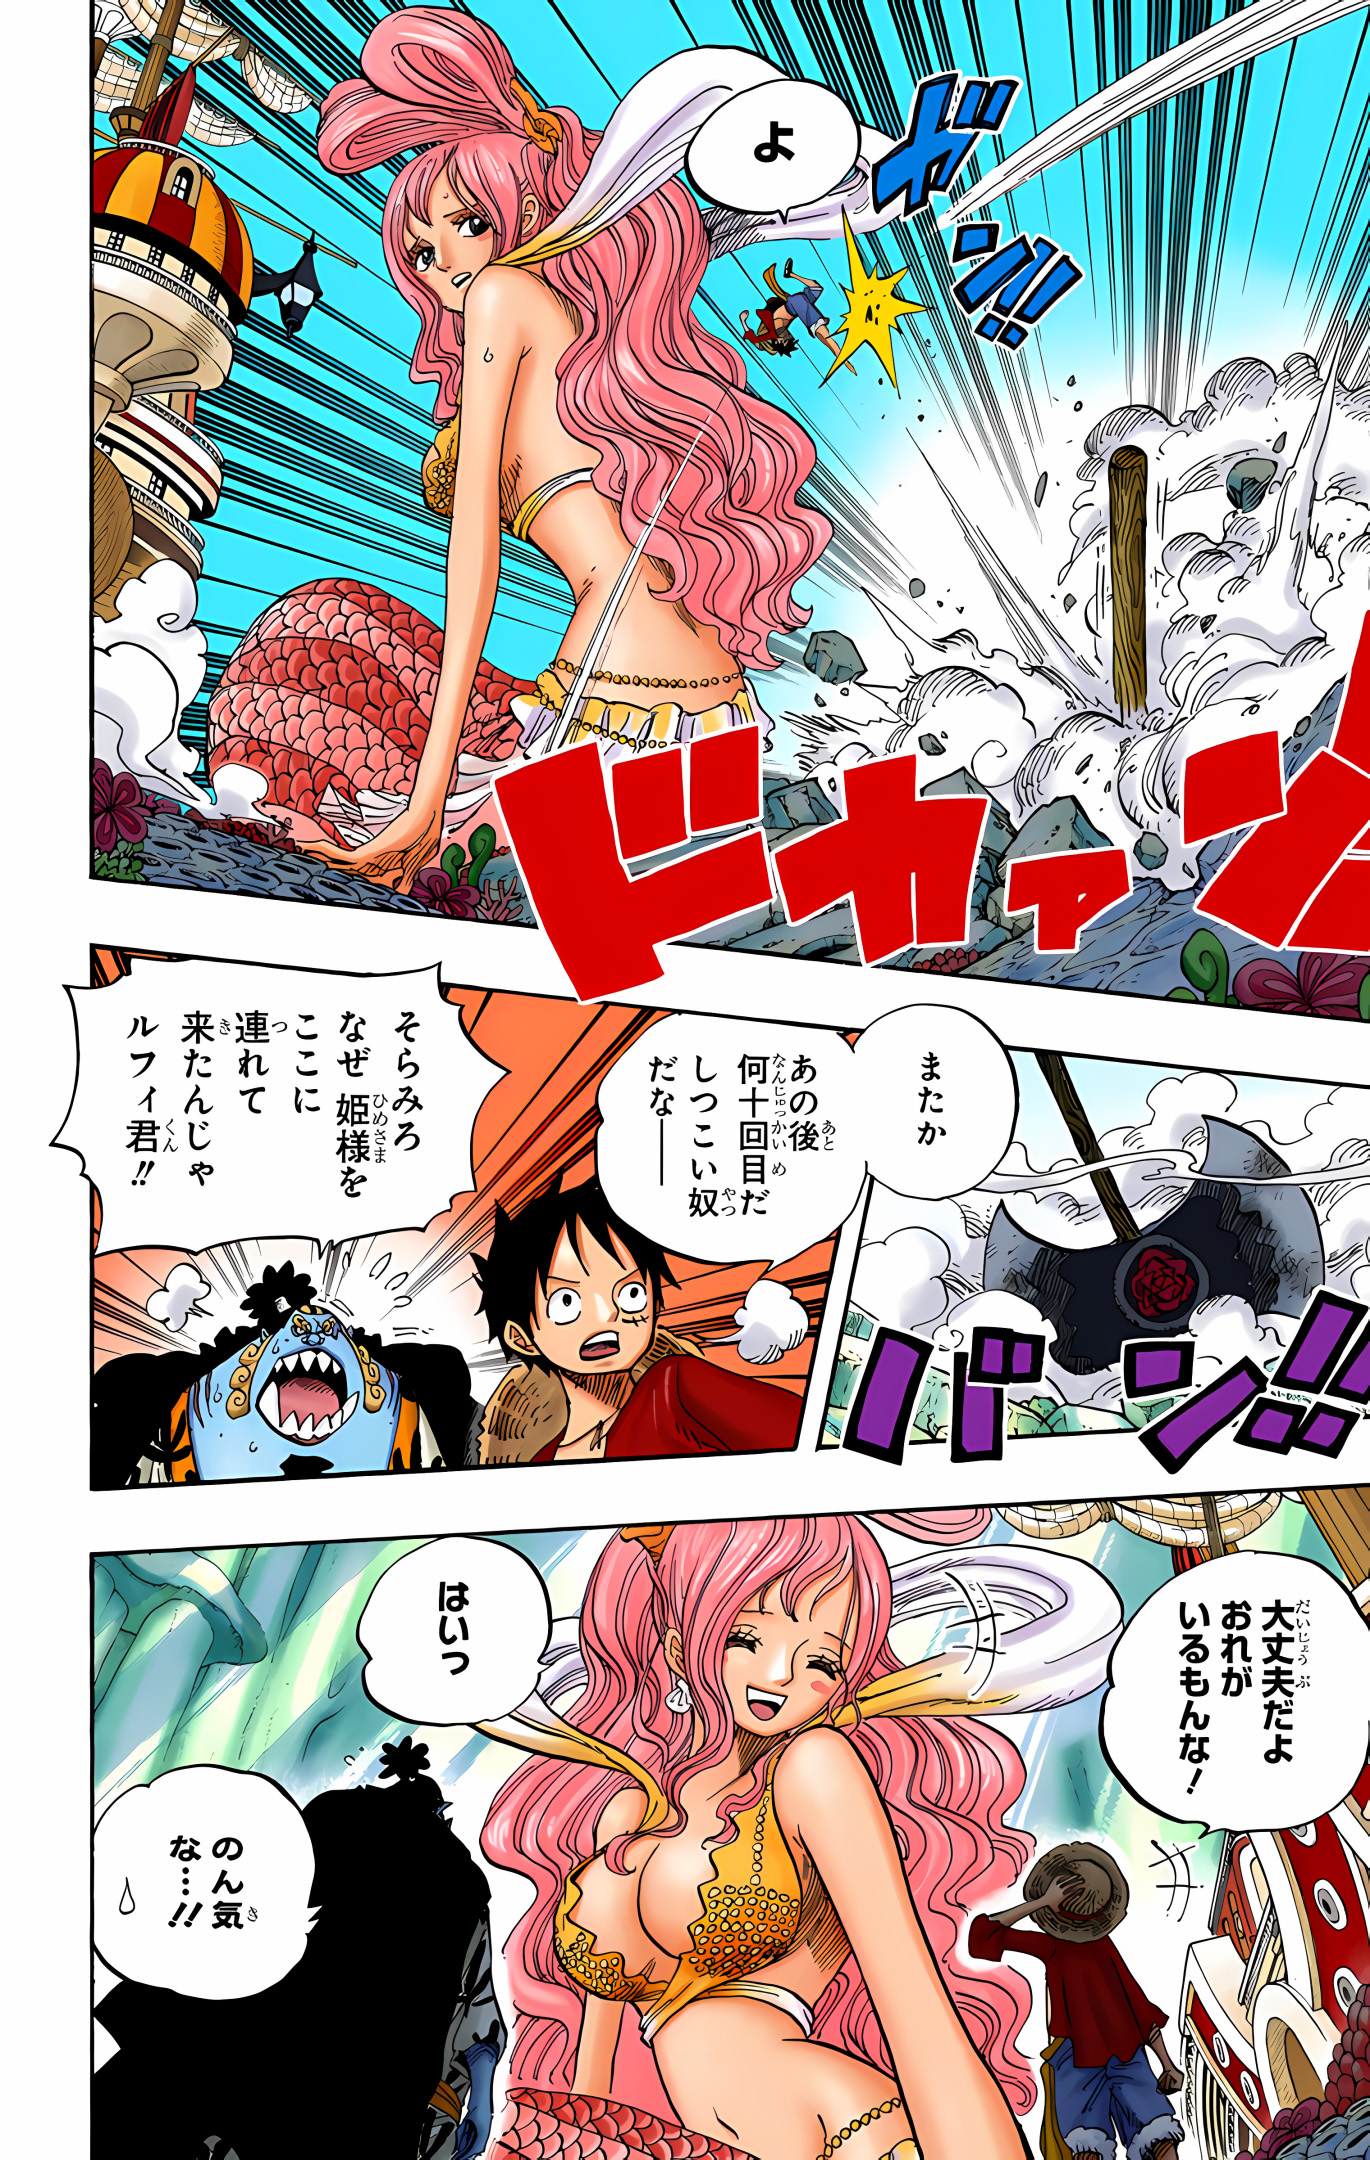 よ
ガンッ!!
ドカァン
またか
あの後
何十回目だ
しつこい奴
だな――
そらみろ
なぜ 姫様を
ここに
連れて
来たんじゃ
ルフィ君!!
バン!!
大丈夫だよ
おれが
いるもんな!
はいっ
のん気
な…!!